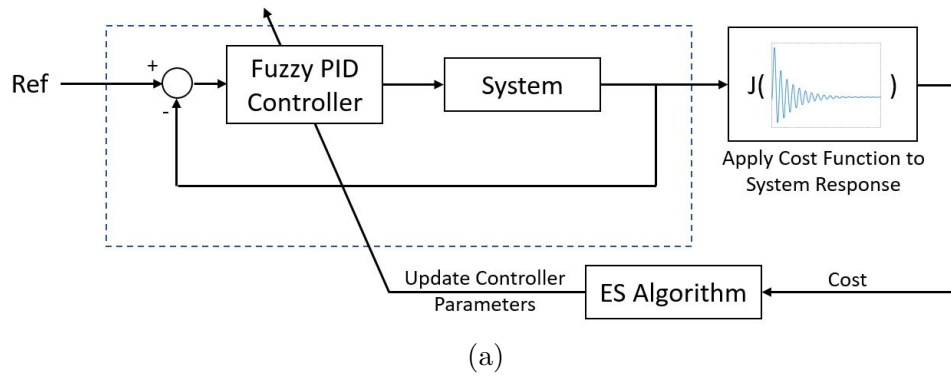 Ref
+
-
Fuzzy PID
Controller
System
J( )
Apply Cost Function to
System Response
Update Controller
Parameters
ES Algorithm
Cost
(a)